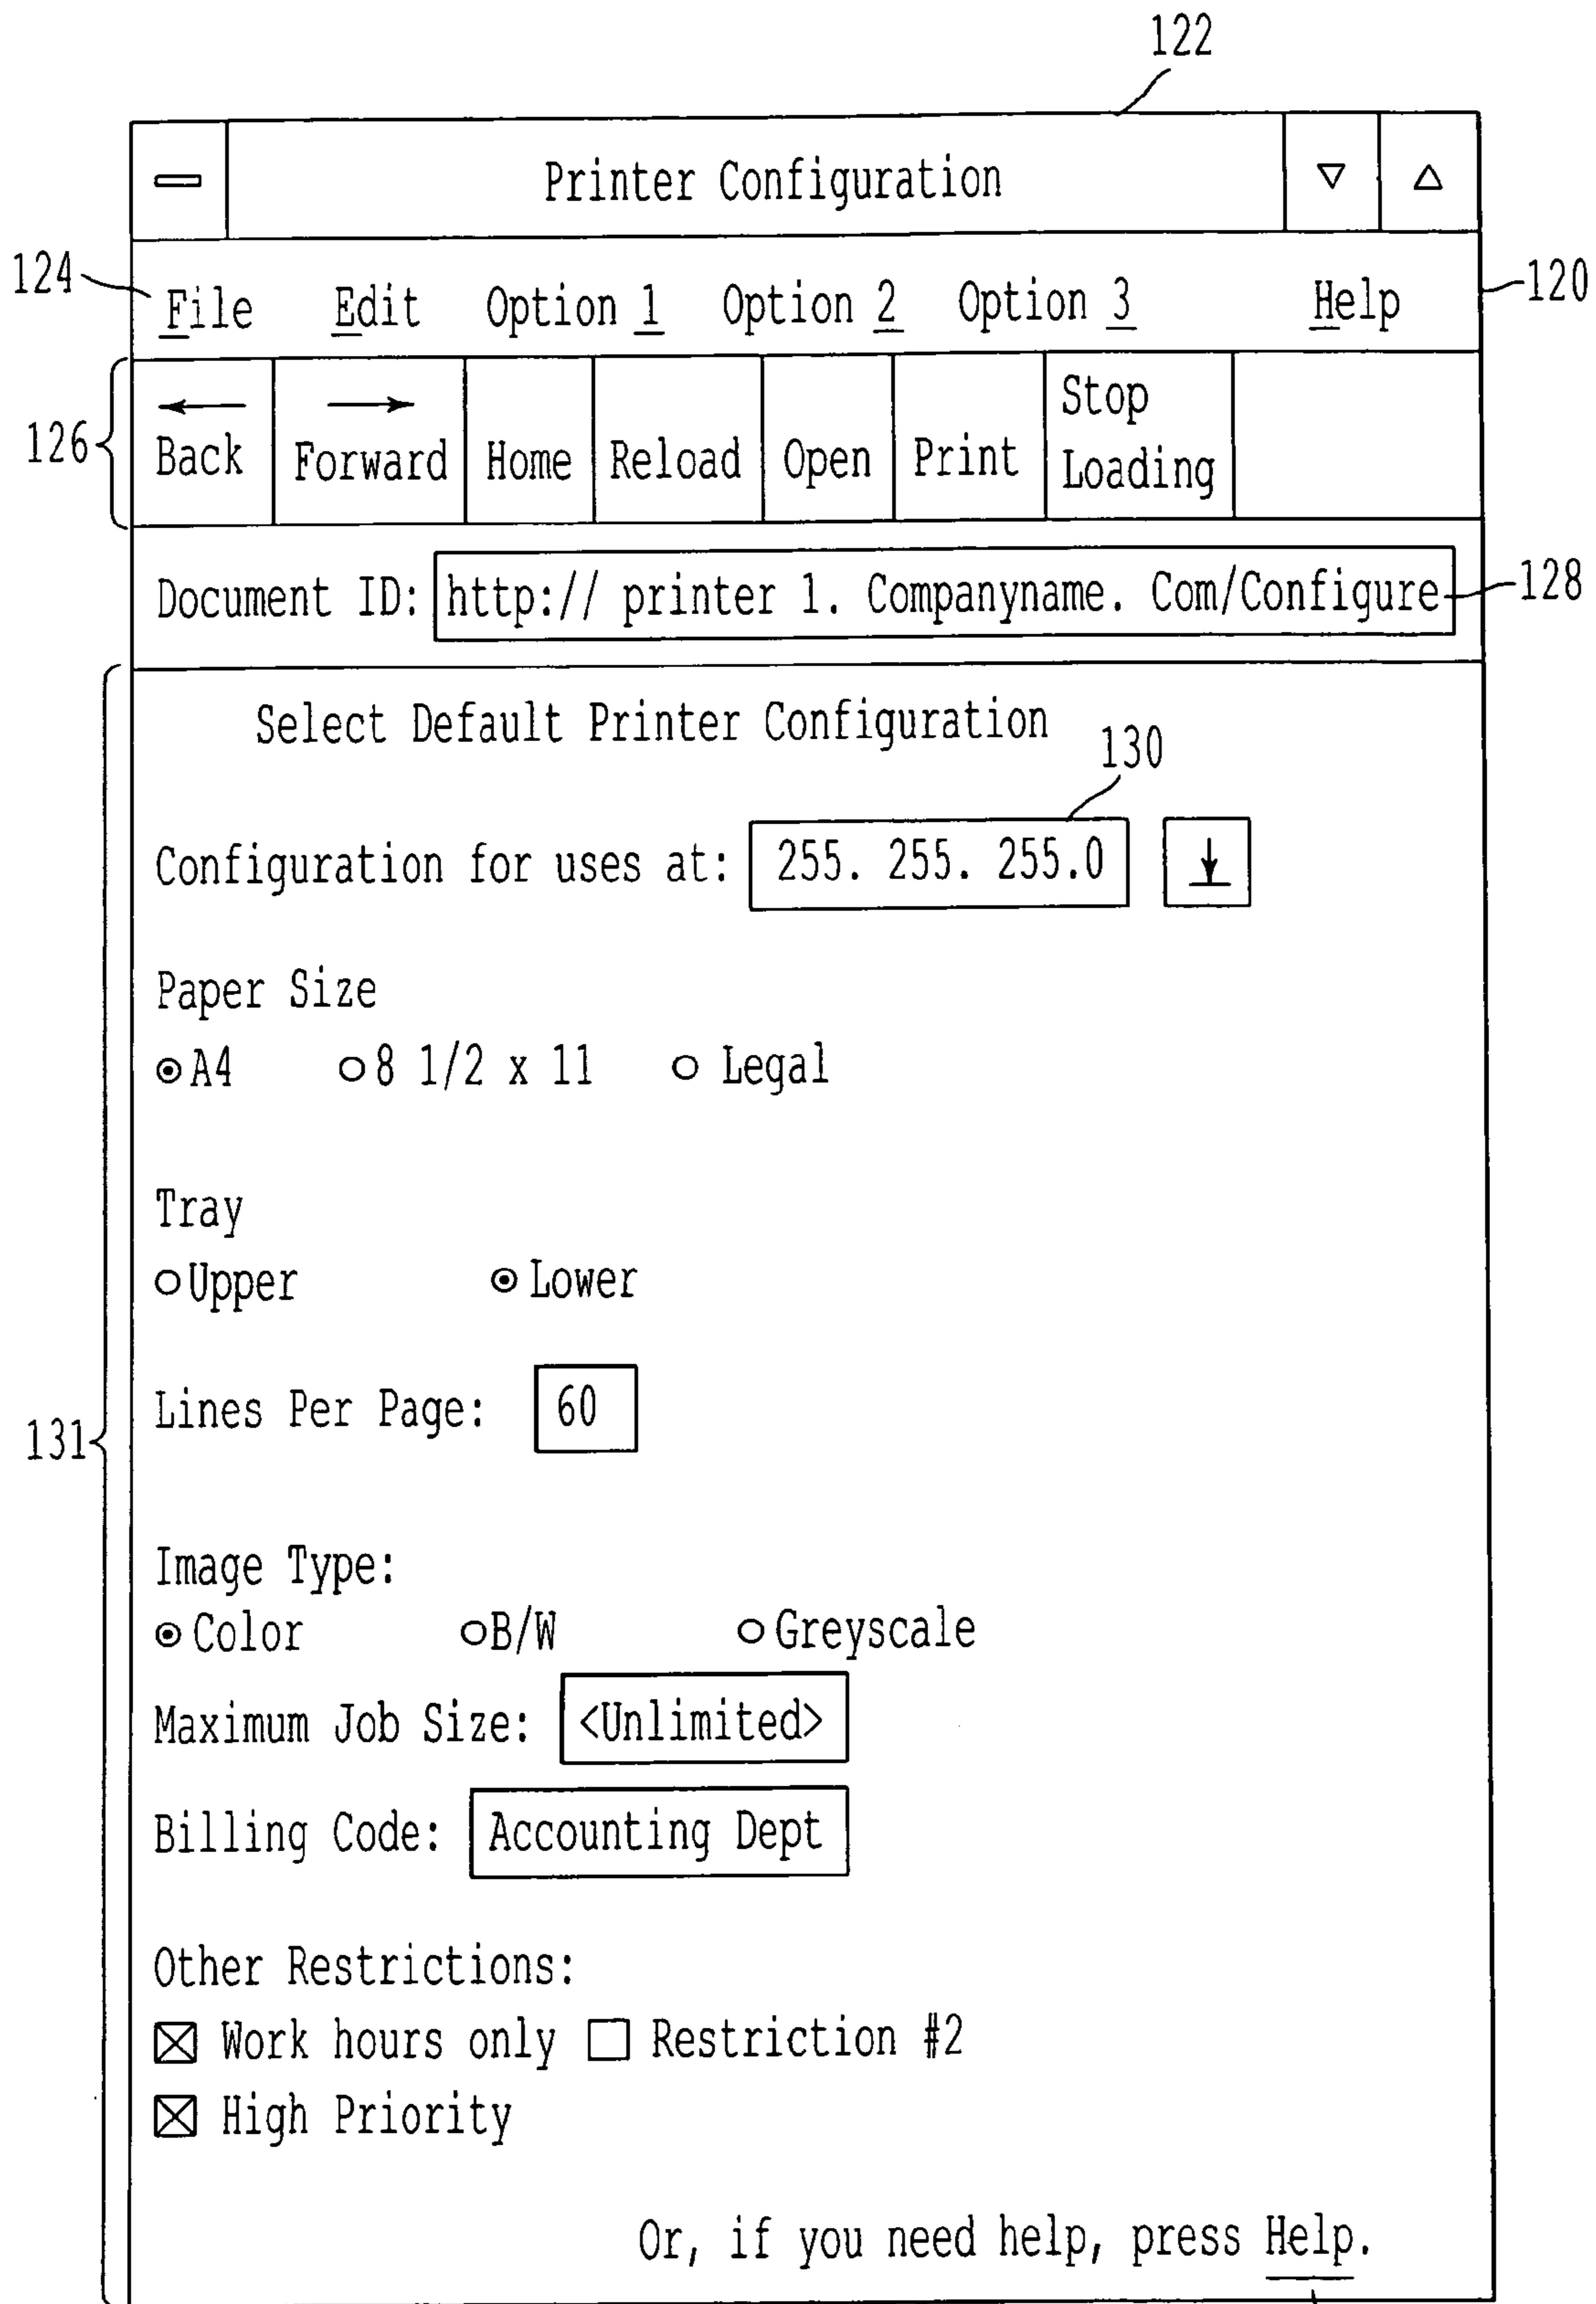 122
Printer Configuration
124
File Edit Option 1 Option 2 Option 3 Help
120
126
Back Forward Home Reload Open Print Stop Loading
Document ID: http:// printer 1. Companyname. Com/Configure
128
Select Default Printer Configuration
130
Configuration for uses at: 255. 255. 255.0
Paper Size
A4 8 1/2 x 11 Legal
Tray
Upper Lower
Lines Per Page: 60
131
Image Type:
Color B/W Greyscale
Maximum Job Size: <Unlimited>
Billing Code: Accounting Dept
Other Restrictions:
Work hours only Restriction #2
High Priority
Or, if you need help, press Help.